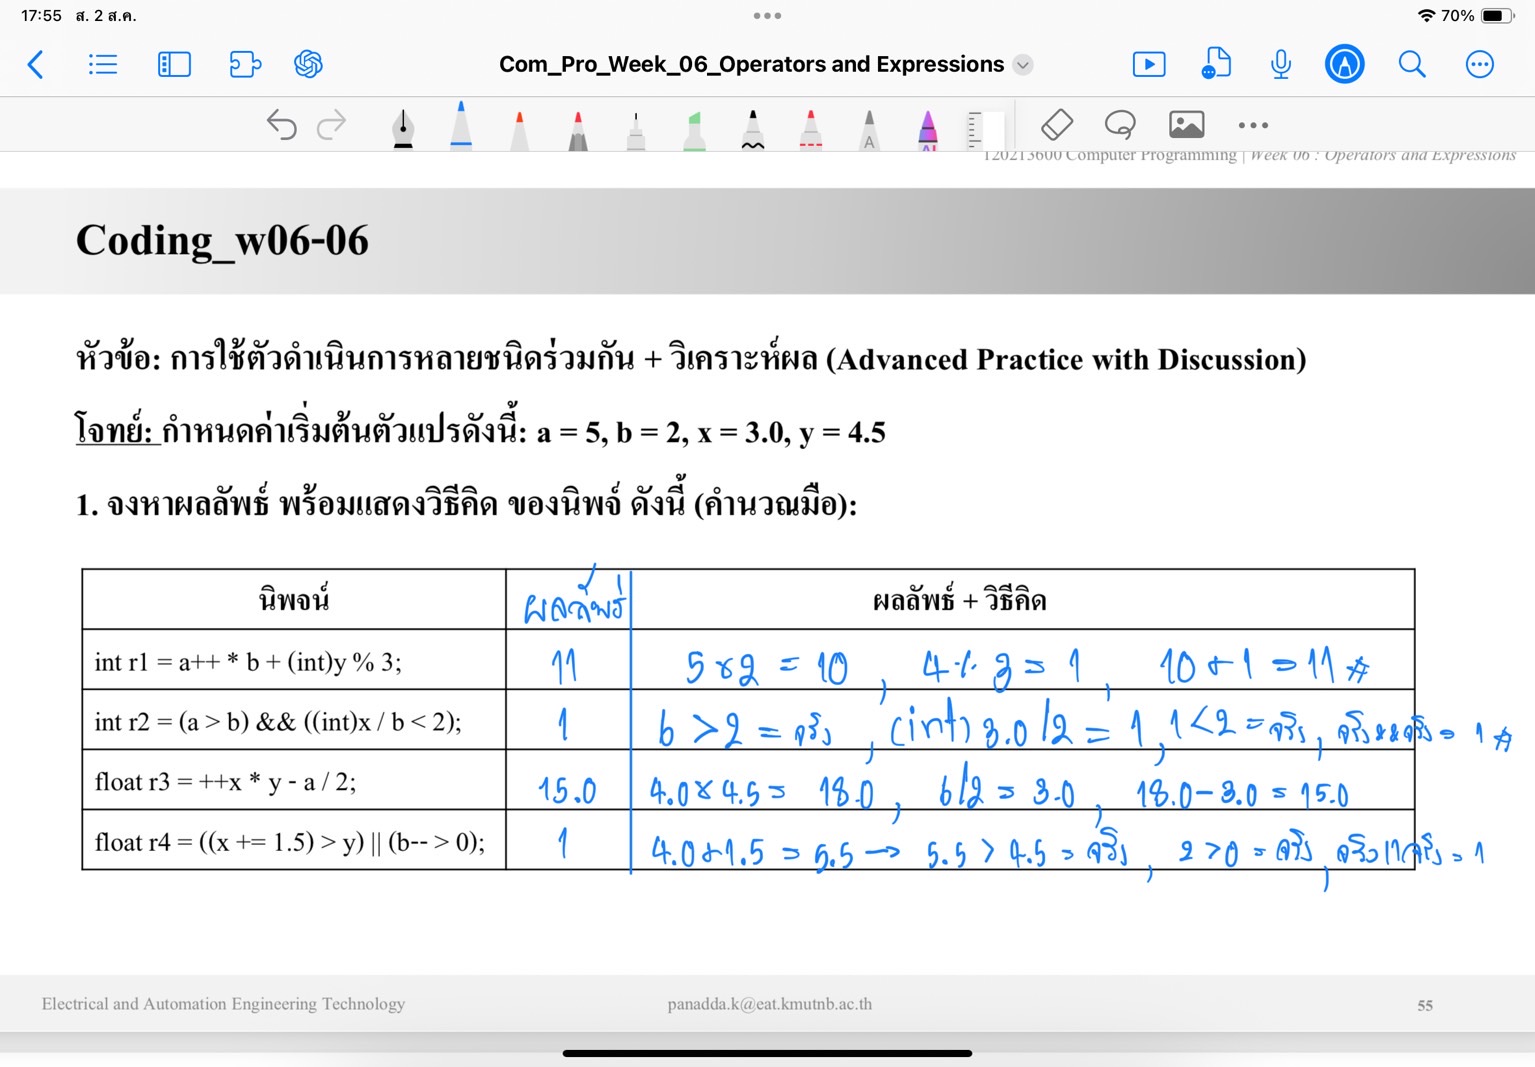 17:55 ส. 2 ส.ค.
70%
Com_Pro_Week_06_Operators and Expressions
120213600 Computer Programming | Week 06 : Operators and Expressions
Coding_w06-06
หัวข้อ: การใช้ตัวดำเนินการหลายชนิดร่วมกัน + วิเคราะห์ผล (Advanced Practice with Discussion)
โจทย์: กำหนดค่าเริ่มต้นตัวแปรดังนี้: a = 5, b = 2, x = 3.0, y = 4.5
1. จงหาผลลัพธ์ พร้อมแสดงวิธีคิด ของนิพจ์ ดังนี้ (คำนวณมือ):
นิพจน์ ผลลัพธ์ ผลลัพธ์ + วิธีคิด
int r1 = a++ * b + (int)y % 3; 11 5×2 = 10 , 4 % 3 = 1 , 10 + 1 = 11 #
int r2 = (a > b) && ((int)x / b < 2); 1 6 > 2 = จริง , (int) 3.0 / 2 = 1 , 1 < 2 = จริง , จริง && จริง = 1 #
float r3 = ++x * y - a / 2; 15.0 4.0 × 4.5 = 18.0 , 6/2 = 3.0 , 18.0 - 3.0 = 15.0
float r4 = ((x += 1.5) > y) || (b-- > 0); 1 4.0 + 1.5 = 5.5 → 5.5 > 4.5 = จริง , 2 > 0 = จริง , จริง || จริง = 1
Electrical and Automation Engineering Technology panadda.k@eat.kmutnb.ac.th 55